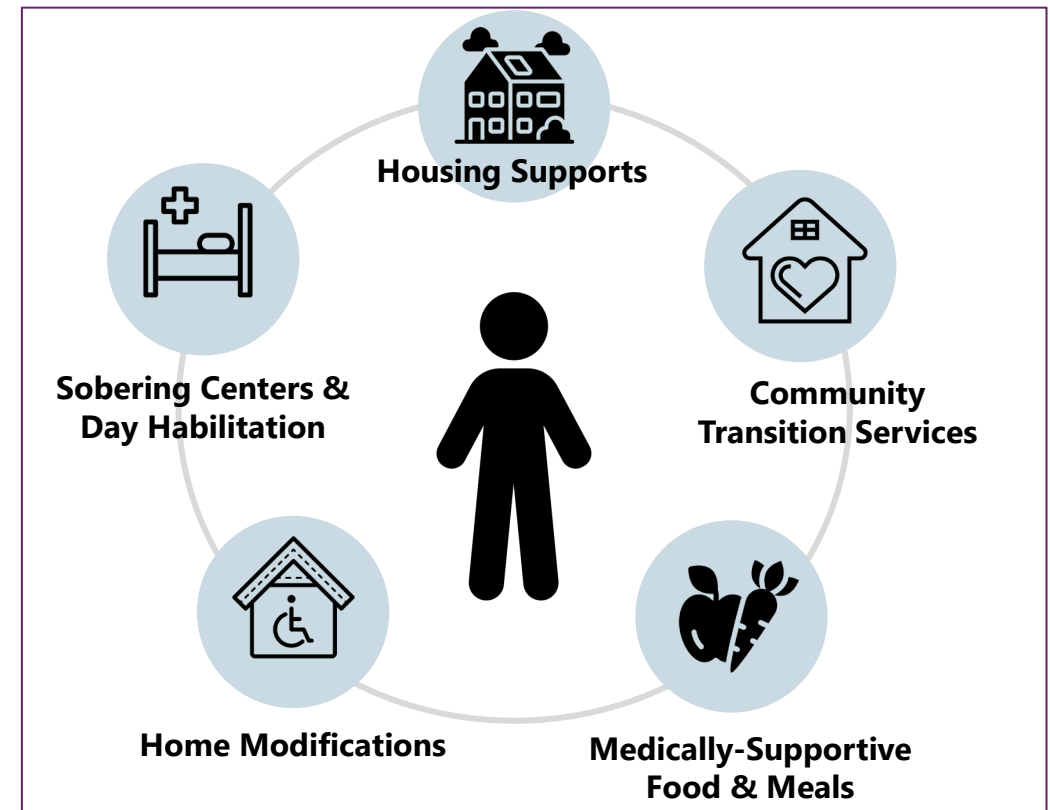 Housing Supports
Sobering Centers &
Day Habilitation
Community
Transition Services
Home Modifications
Medically-Supportive
Food & Meals